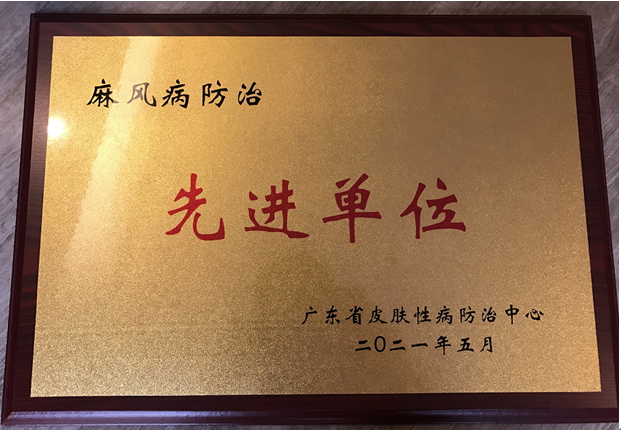 麻风病防治
先进单位
广东省皮肤性病防治中心
二〇二一年五月